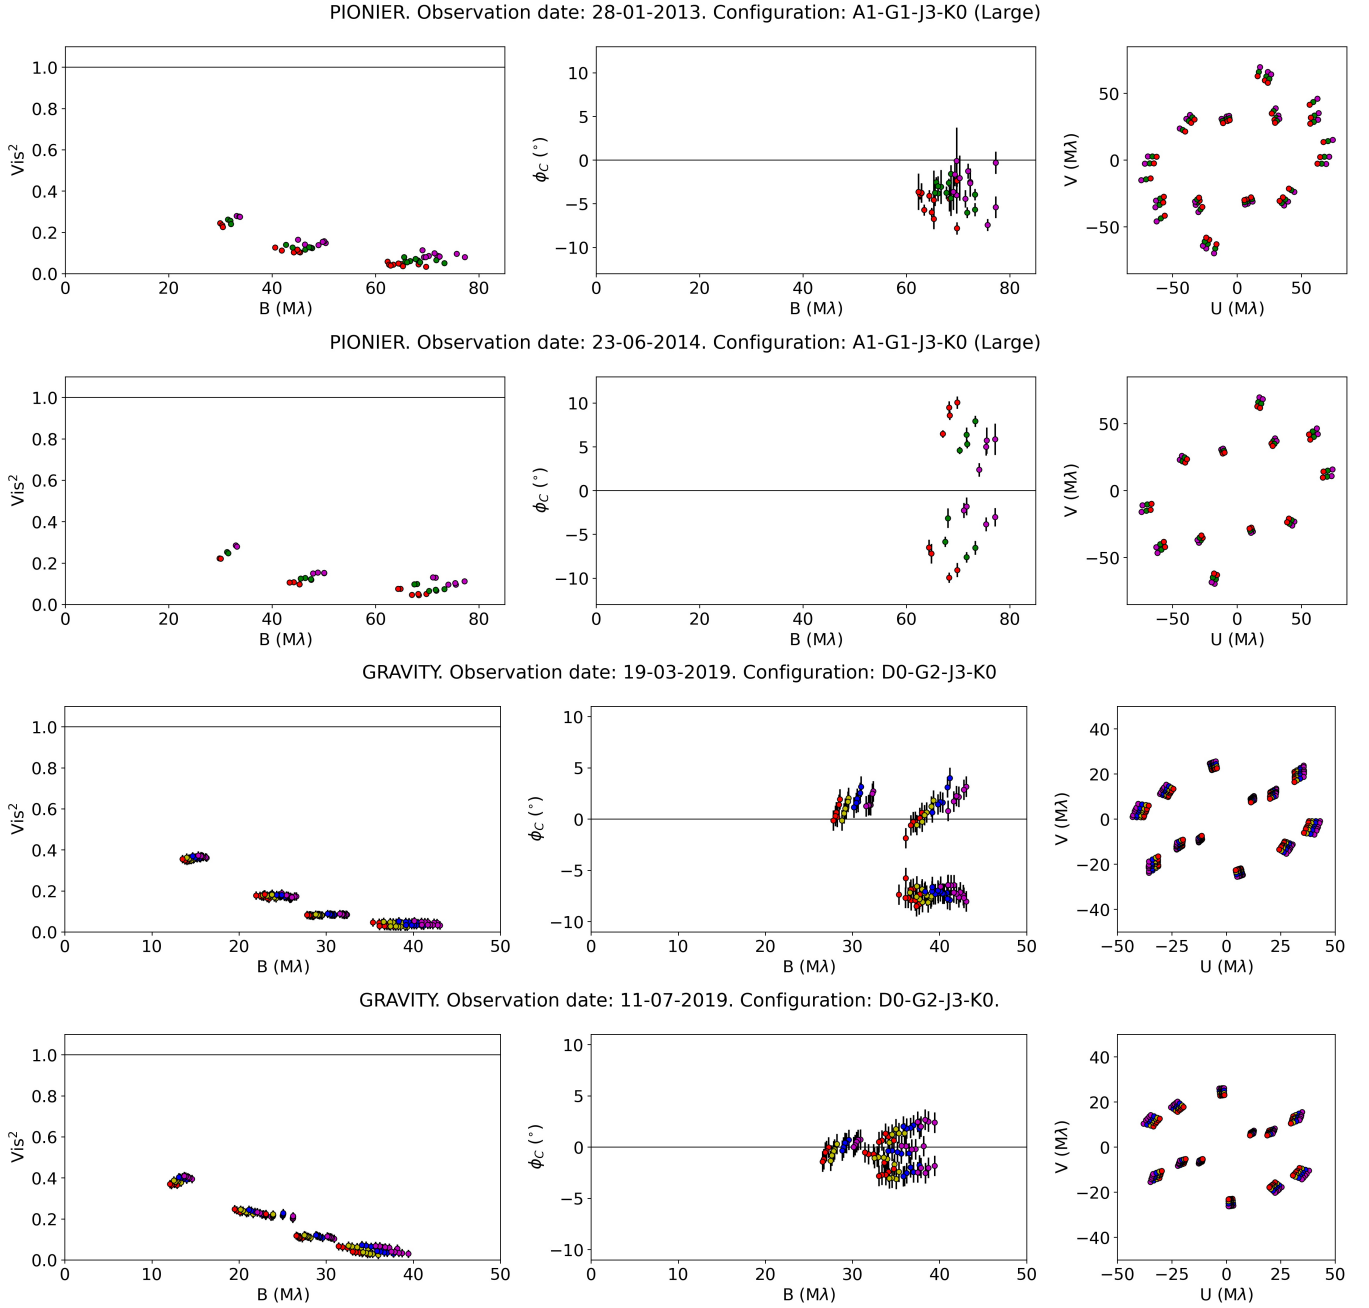 PIONIER. Observation date: 28-01-2013. Configuration: A1-G1-J3-K0 (Large)
Vis²
1.0
0.8
0.6
0.4
0.2
0.0
0 20 40 60 80
B (Mλ)
ϕC (°)
10
5
0
−5
−10
0 20 40 60 80
B (Mλ)
V (Mλ)
50
0
−50
−50 0 50
U (Mλ)
PIONIER. Observation date: 23-06-2014. Configuration: A1-G1-J3-K0 (Large)
Vis²
1.0
0.8
0.6
0.4
0.2
0.0
0 20 40 60 80
B (Mλ)
ϕC (°)
10
5
0
−5
−10
0 20 40 60 80
B (Mλ)
V (Mλ)
50
0
−50
−50 0 50
U (Mλ)
GRAVITY. Observation date: 19-03-2019. Configuration: D0-G2-J3-K0
Vis²
1.0
0.8
0.6
0.4
0.2
0.0
0 10 20 30 40 50
B (Mλ)
ϕC (°)
10
5
0
−5
−10
0 10 20 30 40 50
B (Mλ)
V (Mλ)
40
20
0
−20
−40
−50 −25 0 25 50
U (Mλ)
GRAVITY. Observation date: 11-07-2019. Configuration: D0-G2-J3-K0.
Vis²
1.0
0.8
0.6
0.4
0.2
0.0
0 10 20 30 40 50
B (Mλ)
ϕC (°)
10
5
0
−5
−10
0 10 20 30 40 50
B (Mλ)
V (Mλ)
40
20
0
−20
−40
−50 −25 0 25 50
U (Mλ)